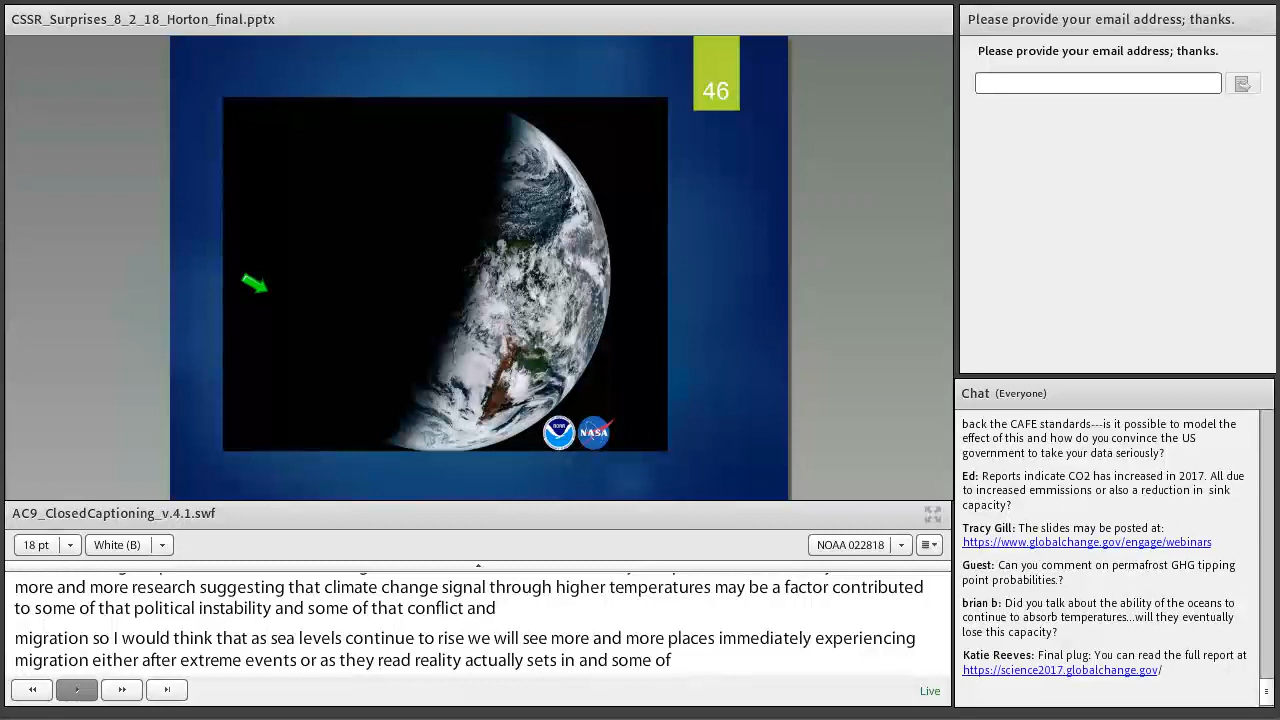 CSSR_Surprises_8_2_18_Horton_final.pptx
46
NOAA
NASA
AC9_ClosedCaptioning_v.4.1.swf
18 pt
White (B)
NOAA 022818
more and more research suggesting that climate change signal through higher temperatures may be a factor contributed
to some of that political instability and some of that conflict and
migration so I would think that as sea levels continue to rise we will see more and more places immediately experiencing
migration either after extreme events or as they read reality actually sets in and some of
Live
Please provide your email address; thanks.
Please provide your email address; thanks.
Chat (Everyone)
back the CAFE standards---is it possible to model the
effect of this and how do you convince the US
government to take your data seriously?
Ed: Reports indicate CO2 has increased in 2017. All due
to increased emmissions or also a reduction in sink
capacity?
Tracy Gill: The slides may be posted at:
https://www.globalchange.gov/engage/webinars
Guest: Can you comment on permafrost GHG tipping
point probabilities.?
brian b: Did you talk about the ability of the oceans to
continue to absorb temperatures...will they eventually
lose this capacity?
Katie Reeves: Final plug: You can read the full report at
https://science2017.globalchange.gov/